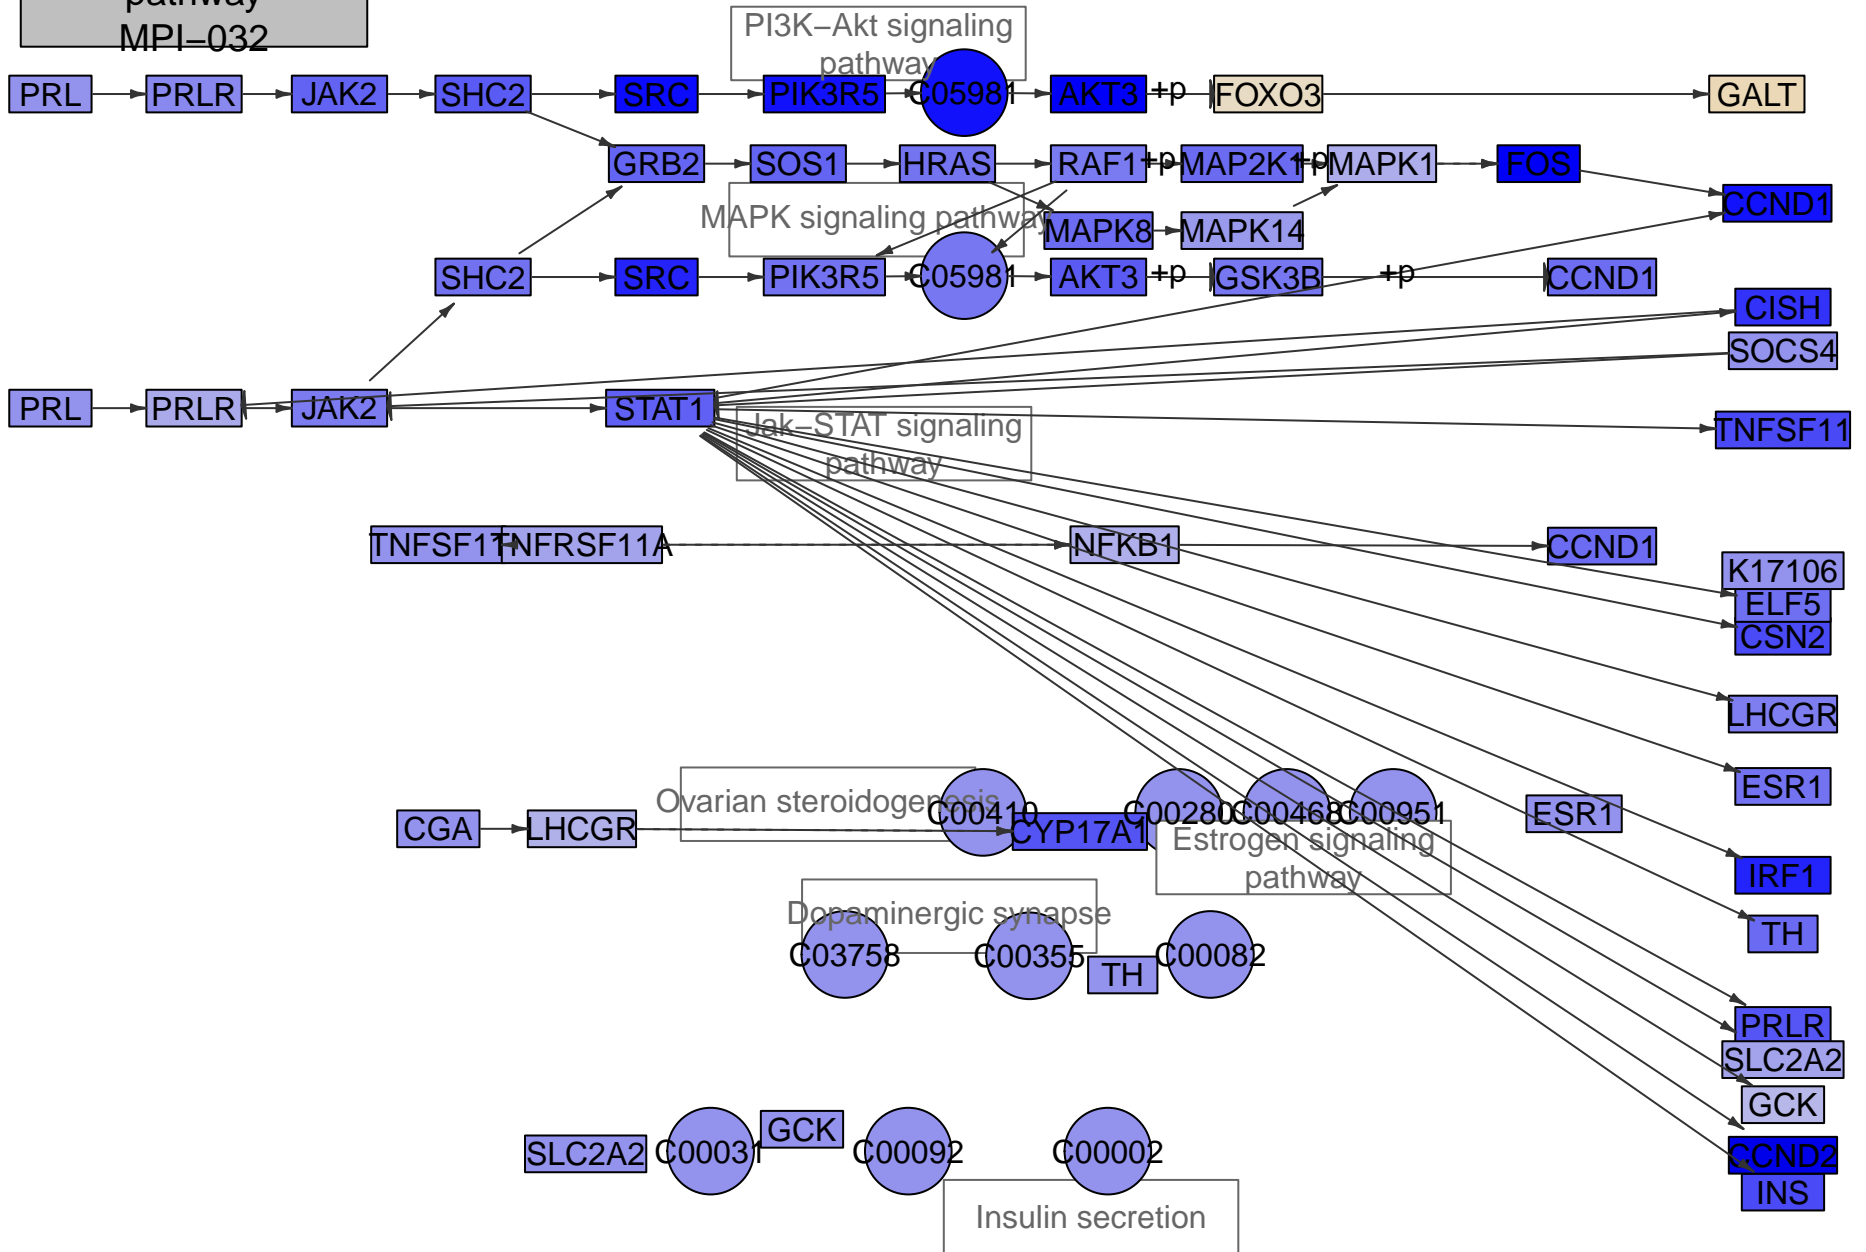 pathway
MPI−032
PI3K−Akt signaling
pathway
PRL
PRLR
JAK2
SHC2
SRC
PIK3R5
C05981
AKT3
+p
FOXO3
GALT
GRB2
SOS1
HRAS
RAF1
+p
MAP2K1
+p
MAPK1
FOS
CCND1
MAPK signaling pathway
MAPK8
MAPK14
SHC2
SRC
PIK3R5
C05981
AKT3
+p
GSK3B
+p
CCND1
CISH
SOCS4
PRL
PRLR
JAK2
STAT1
Jak−STAT signaling
pathway
TNFSF11
TNFSF11
TNFRSF11A
NFKB1
CCND1
K17106
ELF5
CSN2
LHCGR
ESR1
Ovarian steroidogenesis
C00410
C00280
C00468
C00951
ESR1
CGA
LHCGR
CYP17A1
Estrogen signaling
pathway
IRF1
Dopaminergic synapse
TH
C03758
C00355
TH
C00082
PRLR
SLC2A2
GCK
SLC2A2
C00031
GCK
C00092
C00002
CCND2
INS
Insulin secretion